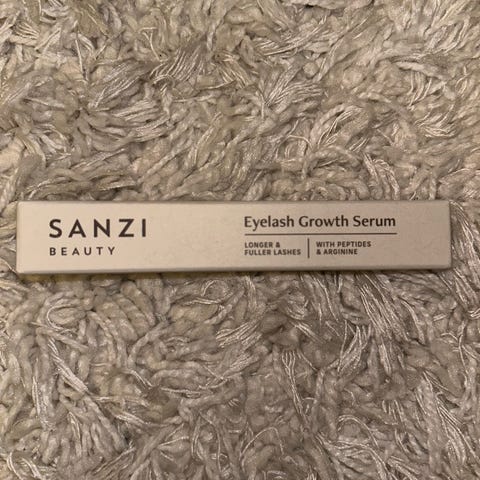 SANZI
BEAUTY
Eyelash Growth Serum
LONGER &
FULLER LASHES
WITH PEPTIDES
& ARGININE